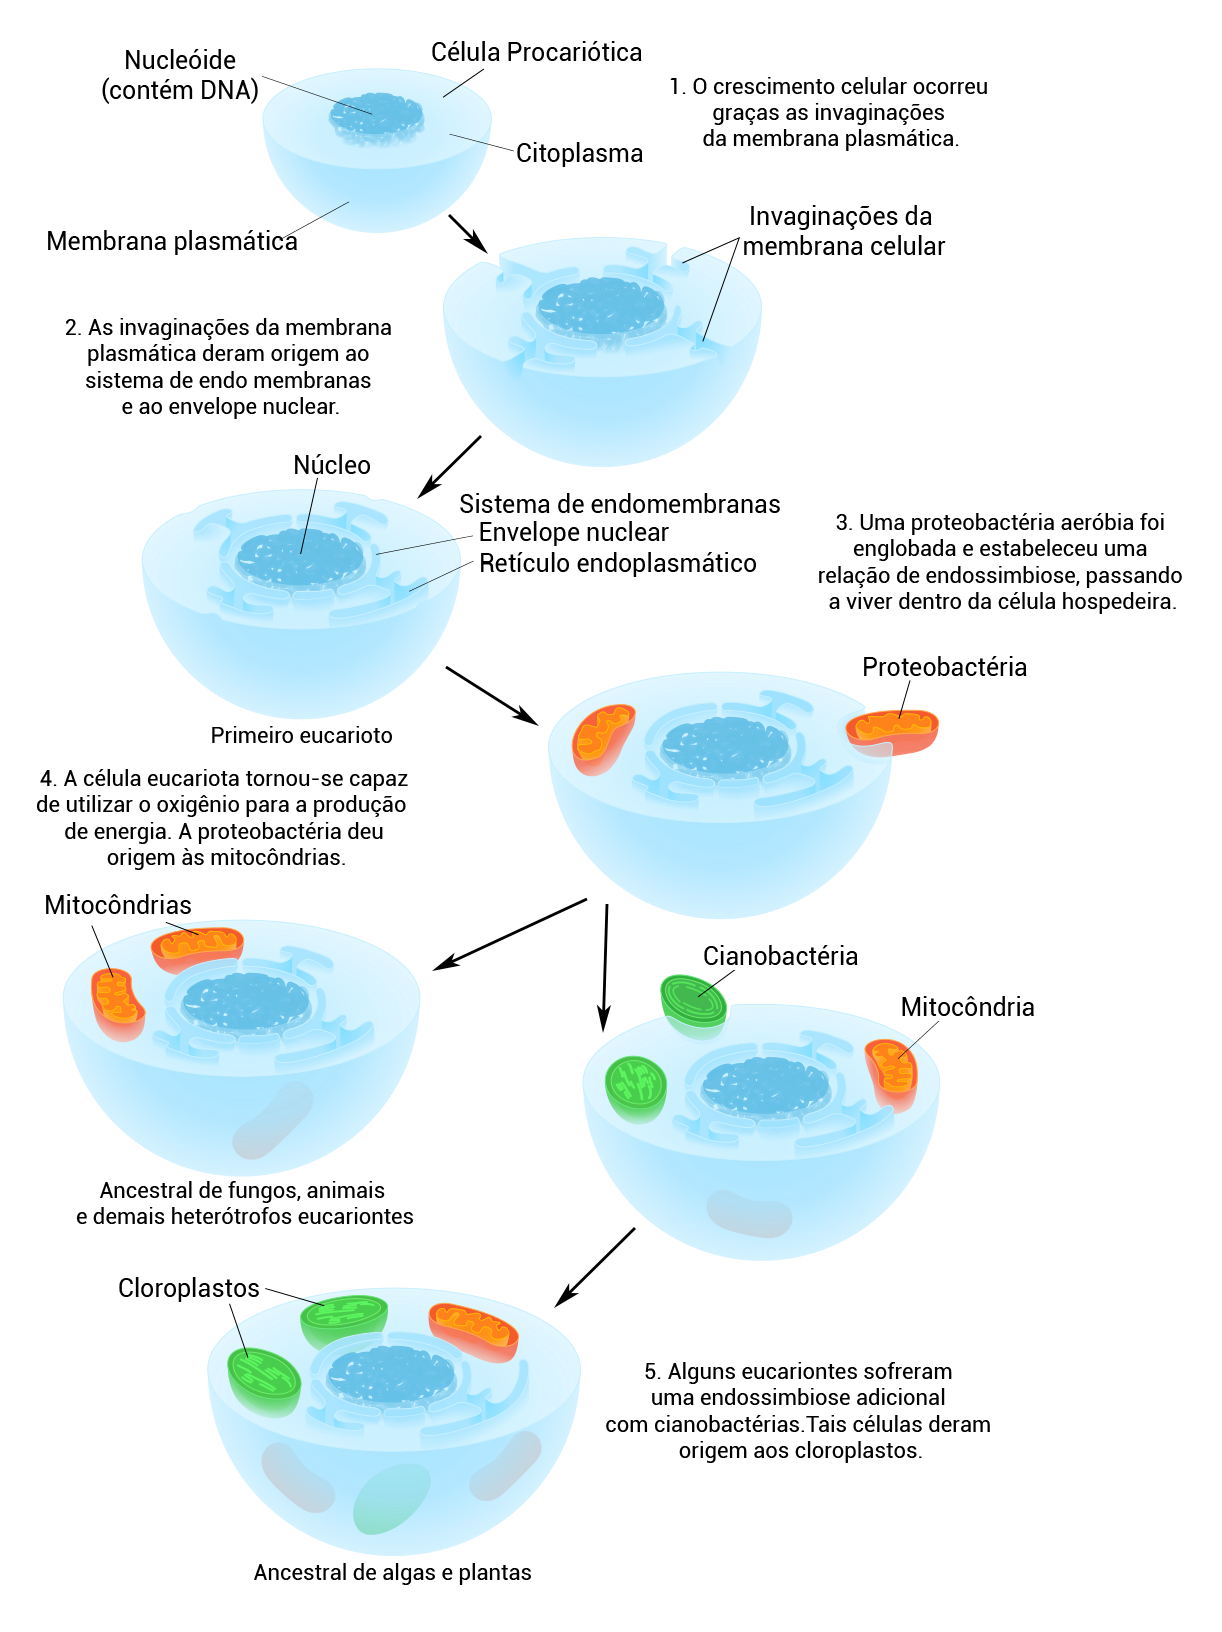 Nucleóide
(contém DNA)
Célula Procariótica
Citoplasma
Membrana plasmática
1. O crescimento celular ocorreu
graças as invaginações
da membrana plasmática.
Invaginações da
membrana celular
2. As invaginações da membrana
plasmática deram origem ao
sistema de endo membranas
e ao envelope nuclear.
Núcleo
Sistema de endomembranas
Envelope nuclear
Retículo endoplasmático
Primeiro eucarioto
3. Uma proteobactéria aeróbia foi
englobada e estabeleceu uma
relação de endossimbiose, passando
a viver dentro da célula hospedeira.
Proteobactéria
4. A célula eucariota tornou-se capaz
de utilizar o oxigênio para a produção
de energia. A proteobactéria deu
origem às mitocôndrias.
Mitocôndrias
Ancestral de fungos, animais
e demais heterótrofos eucariontes
Cianobactéria
Mitocôndria
Cloroplastos
5. Alguns eucariontes sofreram
uma endossimbiose adicional
com cianobactérias.Tais células deram
origem aos cloroplastos.
Ancestral de algas e plantas